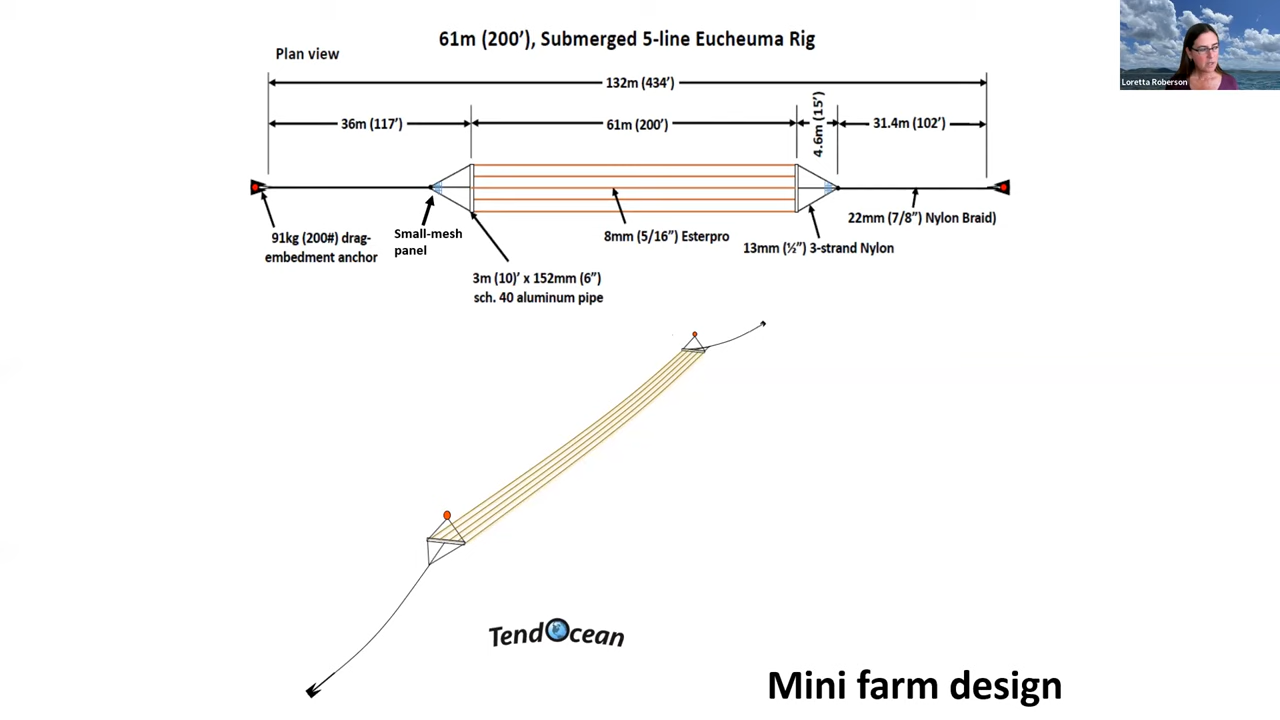 61m (200’), Submerged 5-line Eucheuma Rig
Plan view
132m (434’)
36m (117’)
61m (200’)
4.6m (15’)
31.4m (102’)
91kg (200#) drag-
embedment anchor
Small-mesh
panel
3m (10)’ x 152mm (6”)
sch. 40 aluminum pipe
8mm (5/16” Esterpro
13mm (½”) 3-strand Nylon
22mm (7/8”) Nylon Braid)
TendOcean
Mini farm design
Loretta Roberson